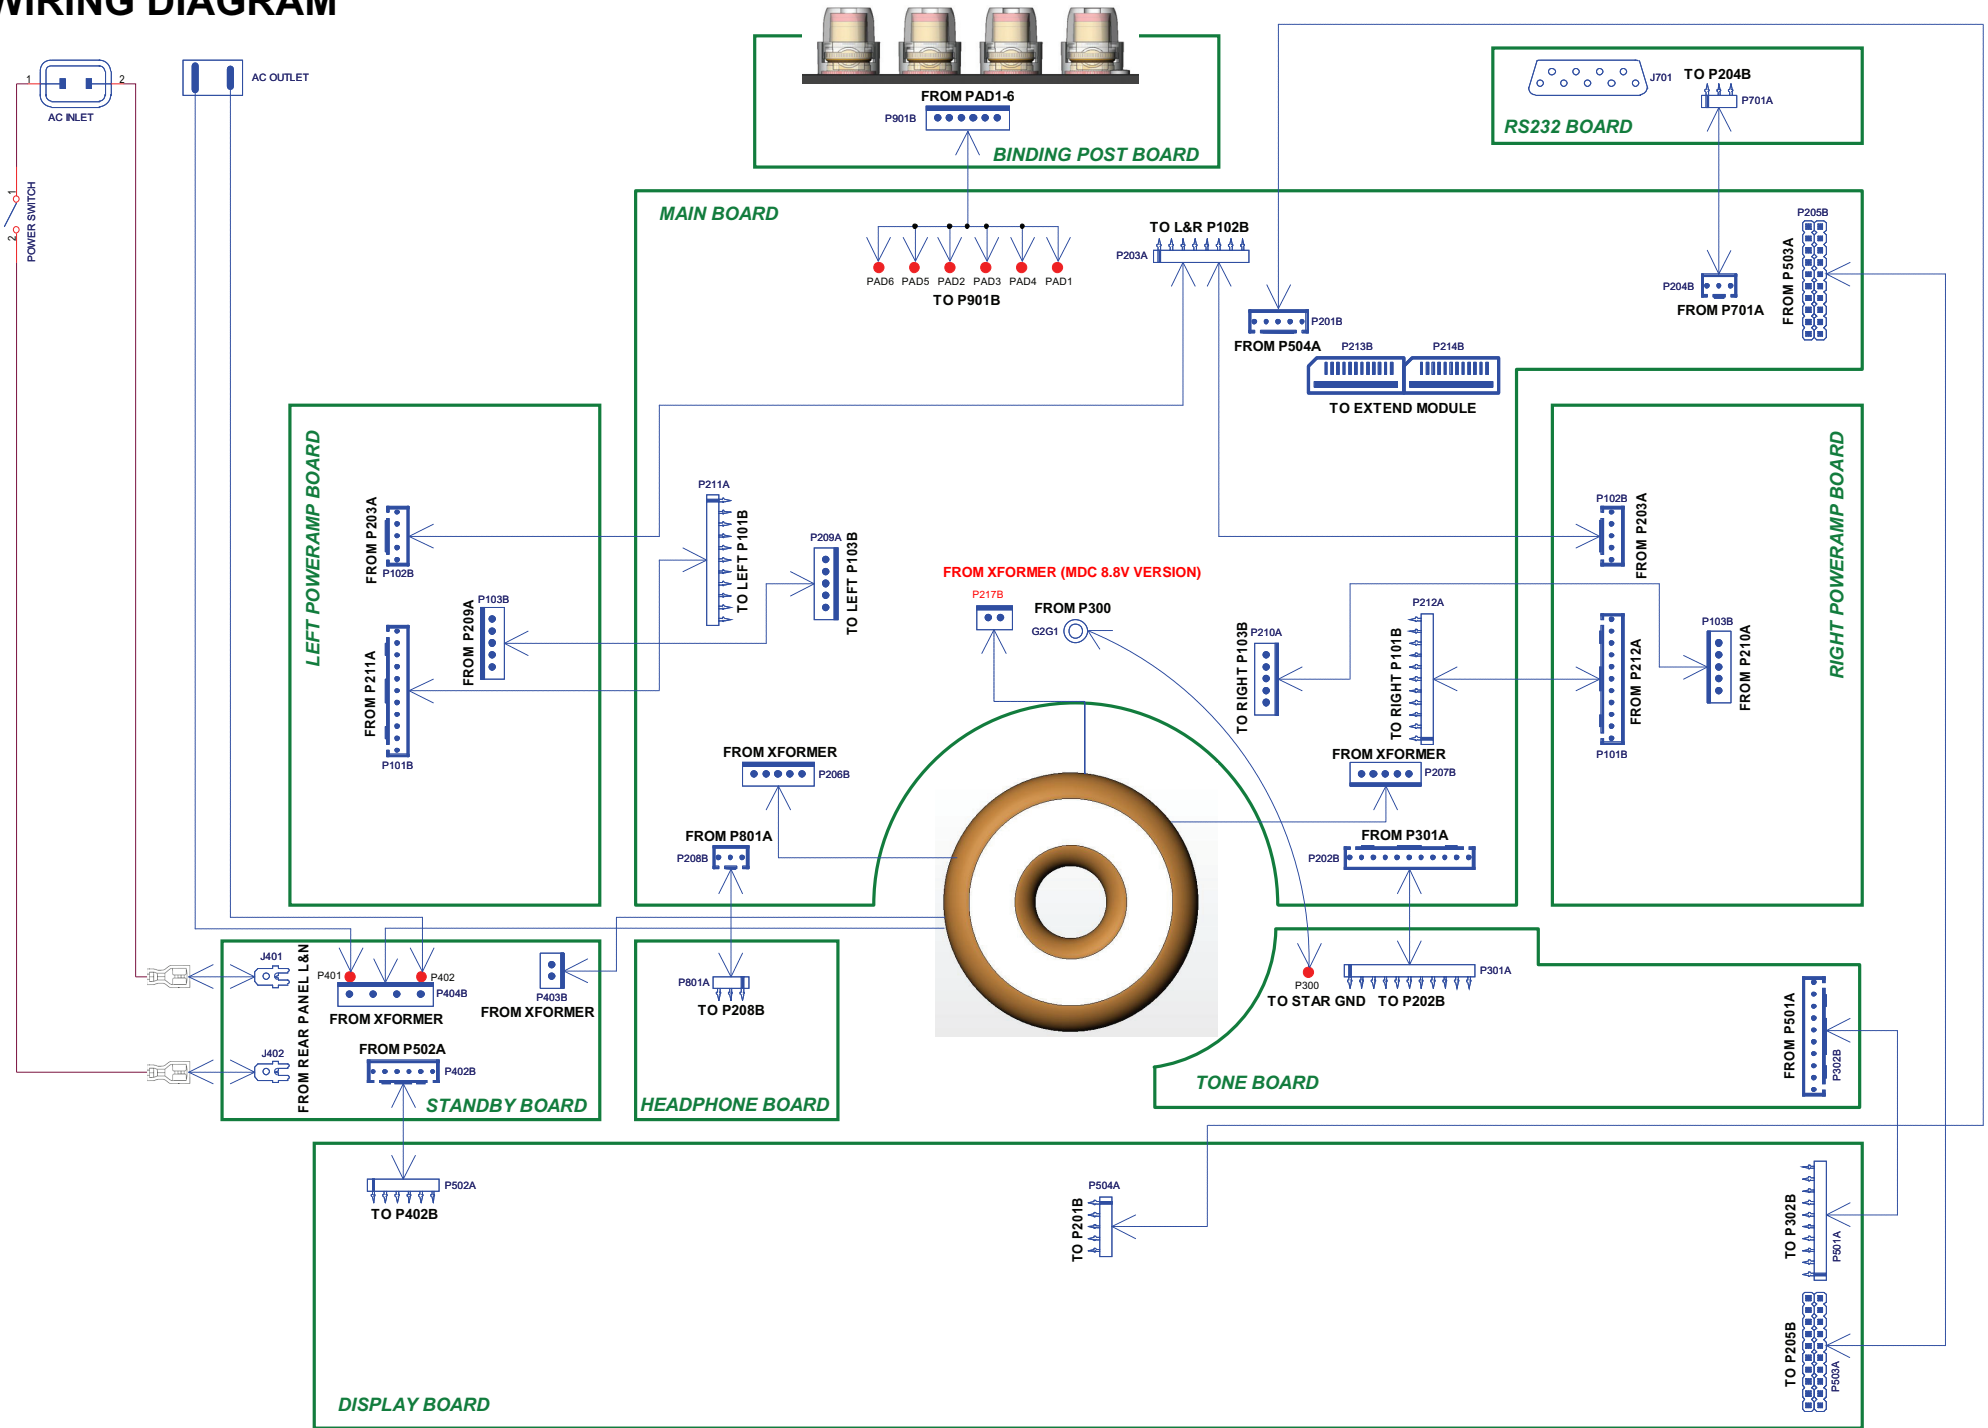 WIRING DIAGRAM
1
2
AC INLET
AC OUTLET
1
2
POWER SWITCH
FROM PAD1-6
P901B
BINDING POST BOARD
J701
TO P204B
P701A
RS232 BOARD
MAIN BOARD
PAD6
PAD5
PAD2
PAD3
PAD4
PAD1
TO P901B
TO L&R P102B
P203A
P201B
FROM P504A
P213B
P214B
TO EXTEND MODULE
P204B
FROM P701A
P205B
FROM P503A
LEFT POWERAMP BOARD
FROM P203A
P102B
P103B
FROM P209A
FROM P211A
P101B
P211A
TO LEFT P101B
P209A
TO LEFT P103B
FROM XFORMER (MDC 8.8V VERSION)
P217B
FROM P300
G2G1
P210A
TO RIGHT P103B
P212A
TO RIGHT P101B
RIGHT POWERAMP BOARD
P102B
FROM P203A
FROM P212A
P101B
P103B
FROM P210A
FROM XFORMER
P206B
FROM XFORMER
P207B
FROM P801A
P208B
FROM P301A
P202B
J401
J402
FROM REAR PANEL L&N
P401
P402
P404B
FROM XFORMER
P403B
FROM XFORMER
FROM P502A
P402B
STANDBY BOARD
P801A
TO P208B
HEADPHONE BOARD
P300
TO STAR GND
P301A
TO P202B
TONE BOARD
FROM P501A
P302B
P502A
TO P402B
P504A
TO P201B
TO P302B
P501A
TO P205B
P503A
DISPLAY BOARD